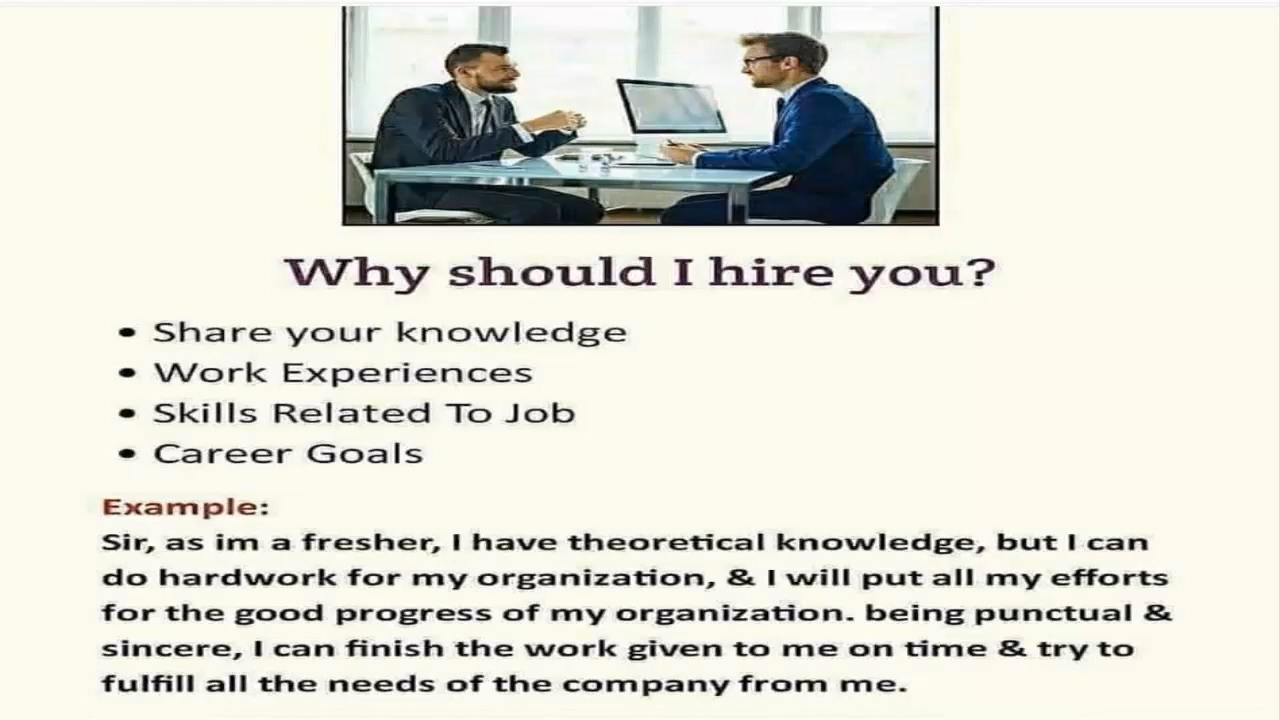 Why should I hire you?
• Share your knowledge
• Work Experiences
• Skills Related To Job
• Career Goals
Example:
Sir, as im a fresher, I have theoretical knowledge, but I can
do hardwork for my organization, & I will put all my efforts
for the good progress of my organization. being punctual &
sincere, I can finish the work given to me on time & try to
fulfill all the needs of the company from me.